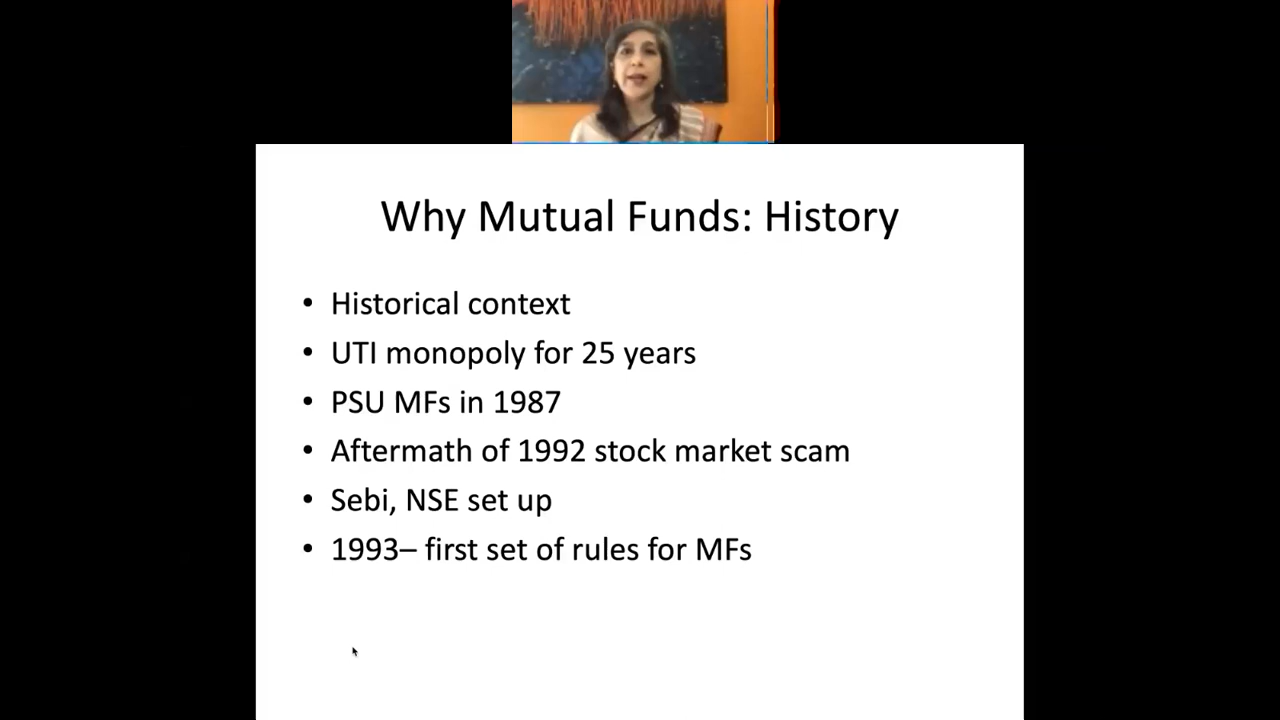 Why Mutual Funds: History
• Historical context
• UTI monopoly for 25 years
• PSU MFs in 1987
• Aftermath of 1992 stock market scam
• Sebi, NSE set up
• 1993– first set of rules for MFs